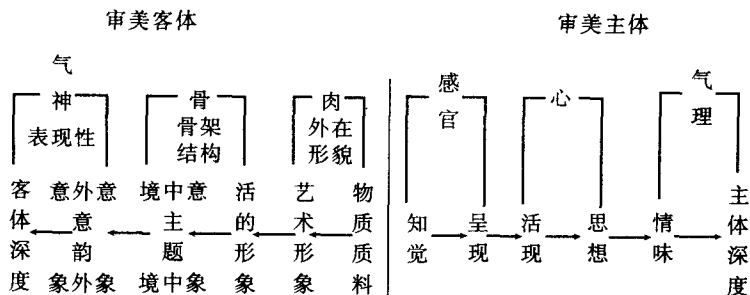 审美客体
审美主体
气
神
表现性
骨
骨架
结构
肉
外在
形貌
感官
心
气
理
客体深度
意外意
意韵
象外象
境中意
主题
境中象
活的形象
艺术形象
物质质料
知觉
呈现
活现
思想
情味
主体深度